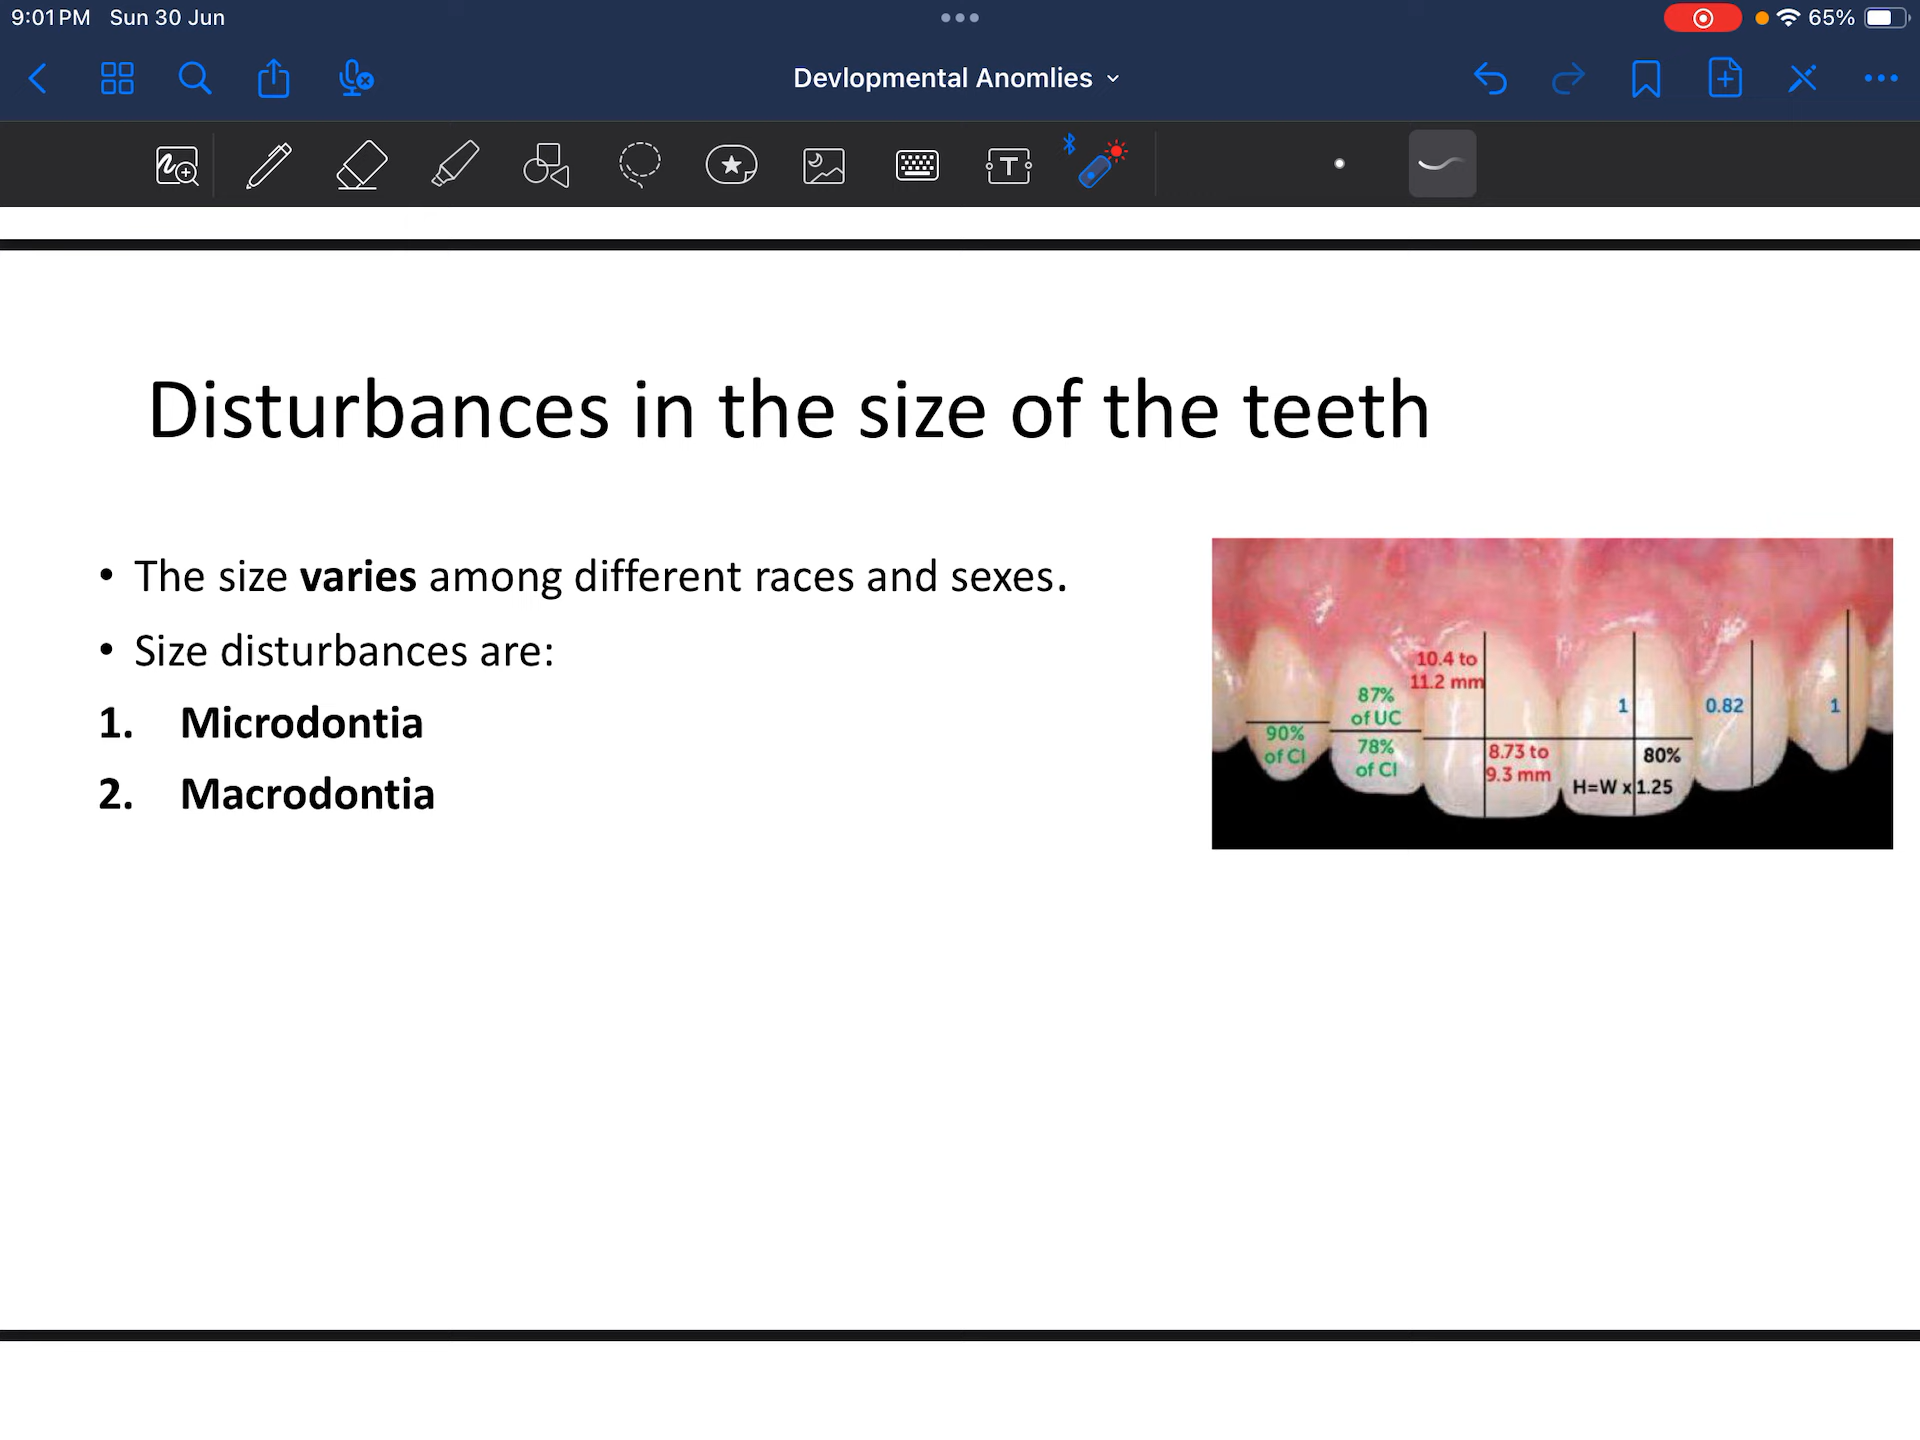 9:01 PM Sun 30 Jun
65%
Devlopmental Anomlies
T
Disturbances in the size of the teeth
• The size varies among different races and sexes.
• Size disturbances are:
1. Microdontia
2. Macrodontia
90%
of CI
87%
of UC
78%
of CI
10.4 to
11.2 mm
8.73 to
9.3 mm
1
80%
H=W x 1.25
0.82
1